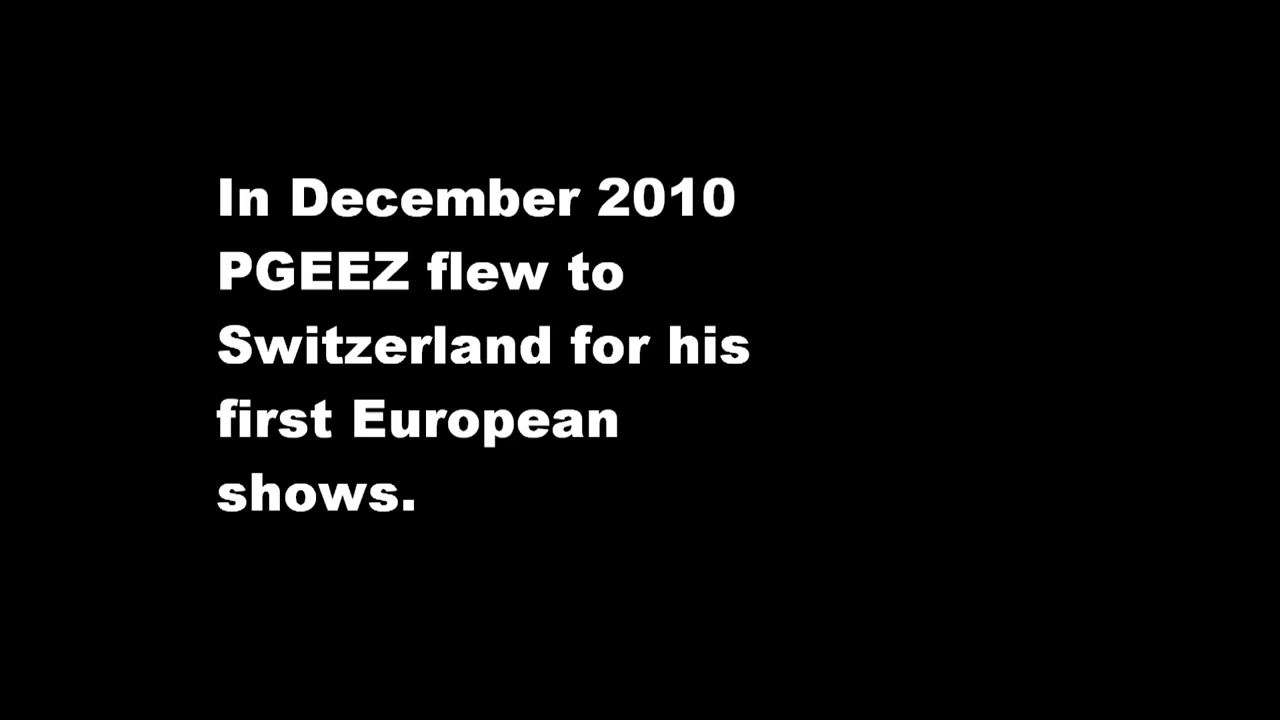 In December 2010
PGEEZ flew to
Switzerland for his
first European
shows.